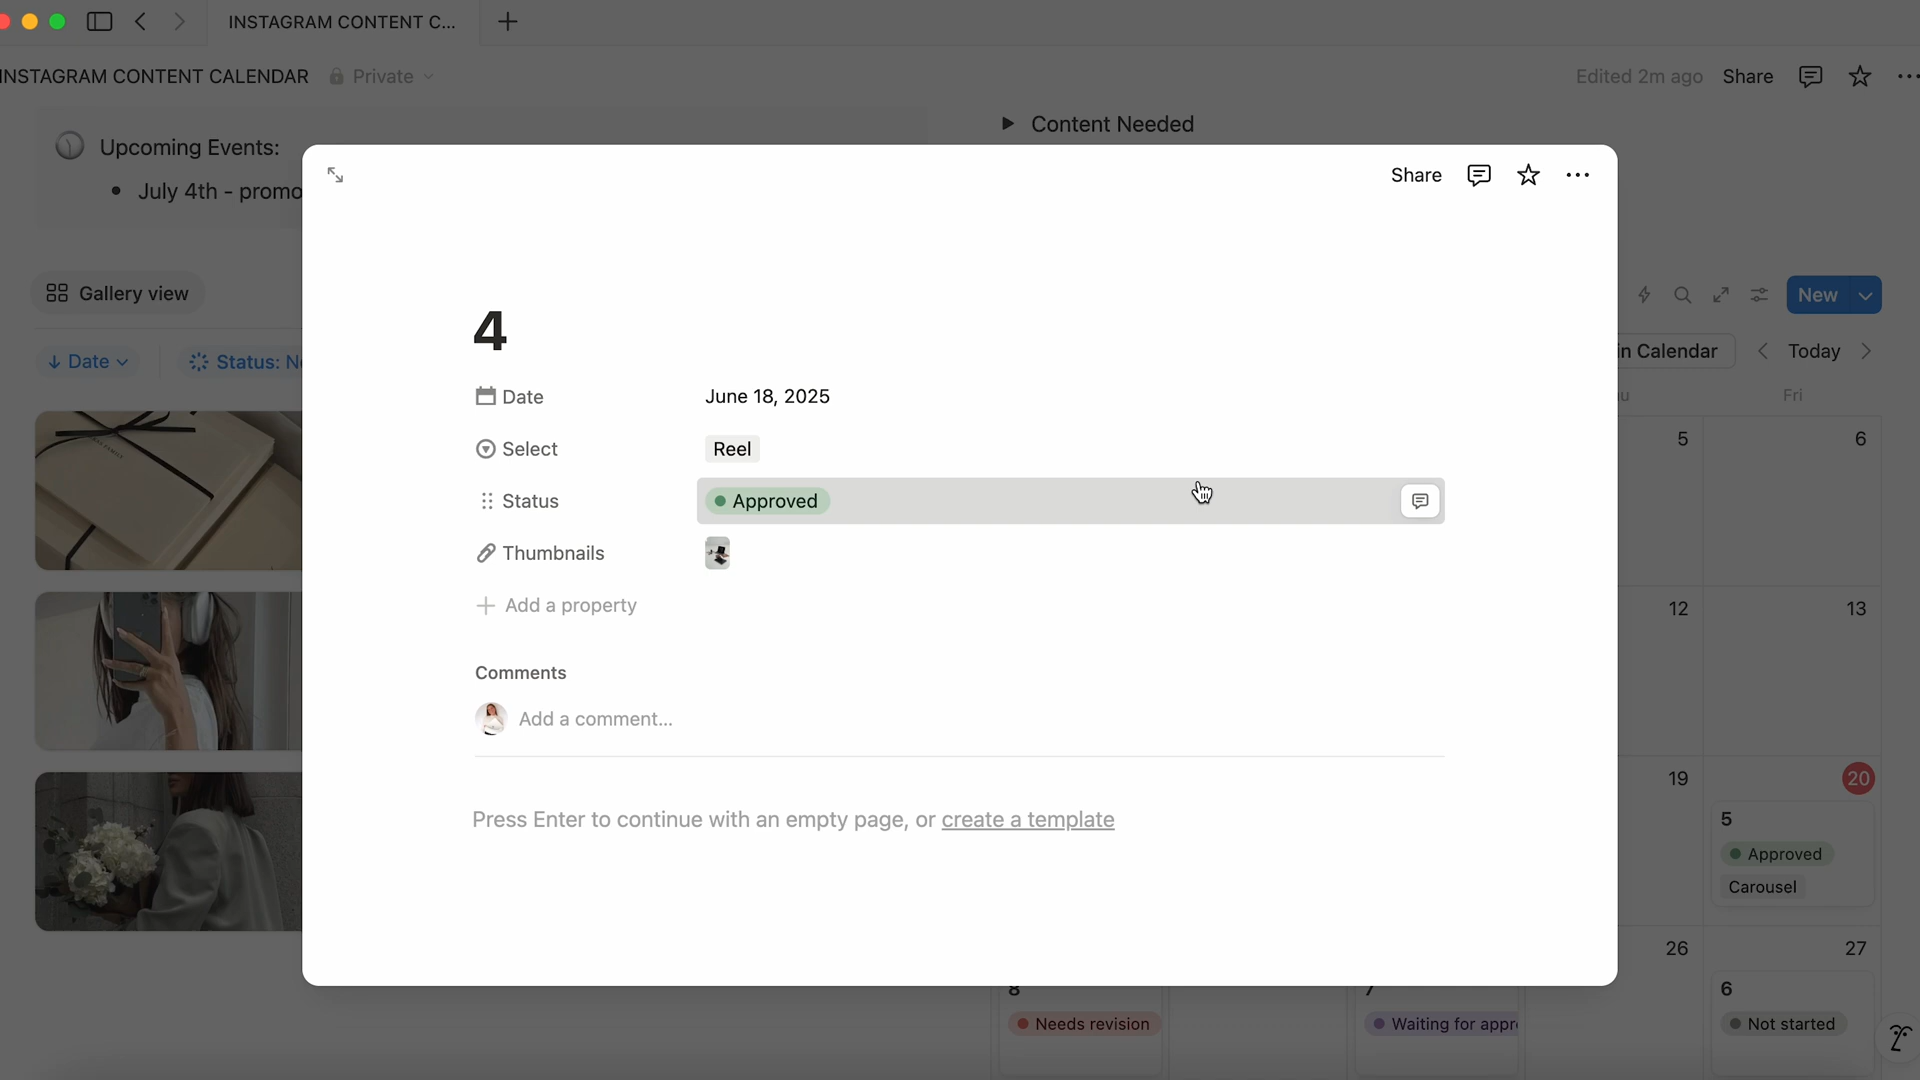 INSTAGRAM CONTENT C...
INSTAGRAM CONTENT CALENDAR
Private
Edited 2m ago
Share
Upcoming Events:
July 4th - promo
Content Needed
Gallery view
New
Date
Status: N
in Calendar
Today
Fri
5
6
12
13
19
20
5
Approved
Carousel
26
27
6
Not started
8
Needs revision
7
Waiting for appr
Share
4
Date
June 18, 2025
Select
Reel
Status
Approved
Thumbnails
Add a property
Comments
Add a comment...
Press Enter to continue with an empty page, or create a template